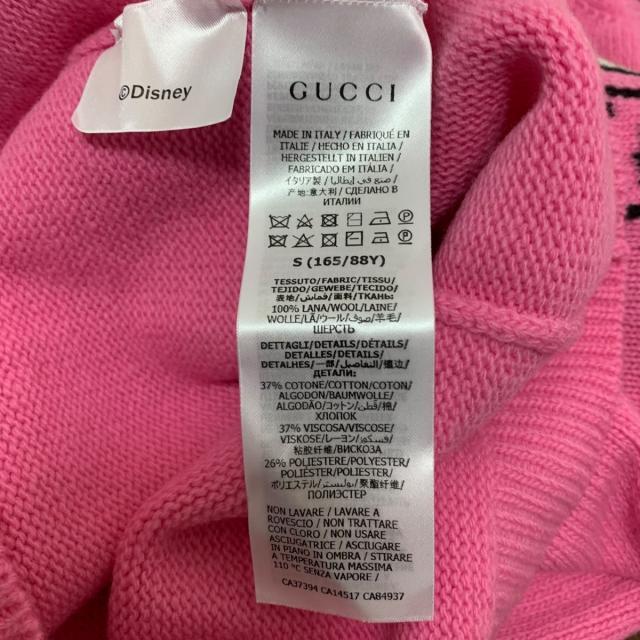 ©Disney
GUCCI
MADE IN ITALY / FABRIQUÉ EN
ITALIE / HECHO EN ITALIA /
HERGESTELLT IN ITALIEN /
FABRICADO EM ITÁLIA /
イタリア製 / صنع في إيطاليا /
产地:意大利 / СДЕЛАНО В
ИТАЛИИ
S (165/88Y)
TESSUTO/FABRIC/TISSU/
TEJIDO/GEWEBE/TECIDO/
表地/قماش/面料/ТКАНЬ:
100% LANA/WOOL/LAINE/
WOLLE/LÃ/ウール/صوف/羊毛/
ШЕРСТЬ
DETTAGLI/DETAILS/DÉTAILS/
DETALLES/DETAILS/
DETALHES/一部/التفاصيل/镶边/
ДЕТАЛИ:
37% COTONE/COTTON/COTON/
ALGODON/BAUMWOLLE/
ALGODÃO/コットン/قطن/棉/
ХЛОПОК
37% VISCOSA/VISCOSE/
VISKOSE/レーヨン/فسكوز/
粘胶纤维/ВИСКОЗА
26% POLIESTERE/POLYESTER/
POLIÉSTER/POLYESTER/
ポリエステル/بوليستر/聚酯纤维/
ПОЛИЭСТЕР
NON LAVARE / LAVARE A
ROVESCIO / NON TRATTARE
CON CLORO / NON USARE
ASCIUGATRICE / ASCIUGARE
IN PIANO IN OMBRA / STIRARE
A TEMPERATURA MASSIMA
110 °C SENZA VAPORE /
CA37394 CA14517 CA84937